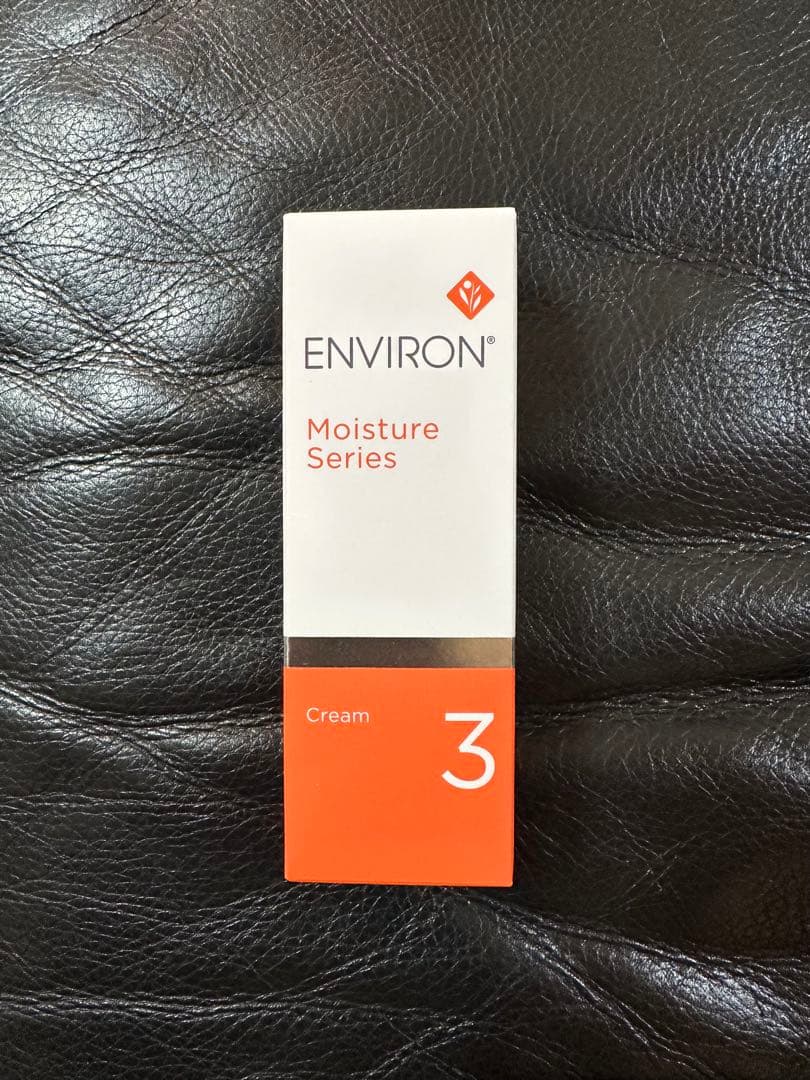 ENVIRON®
Moisture
Series
Cream
3